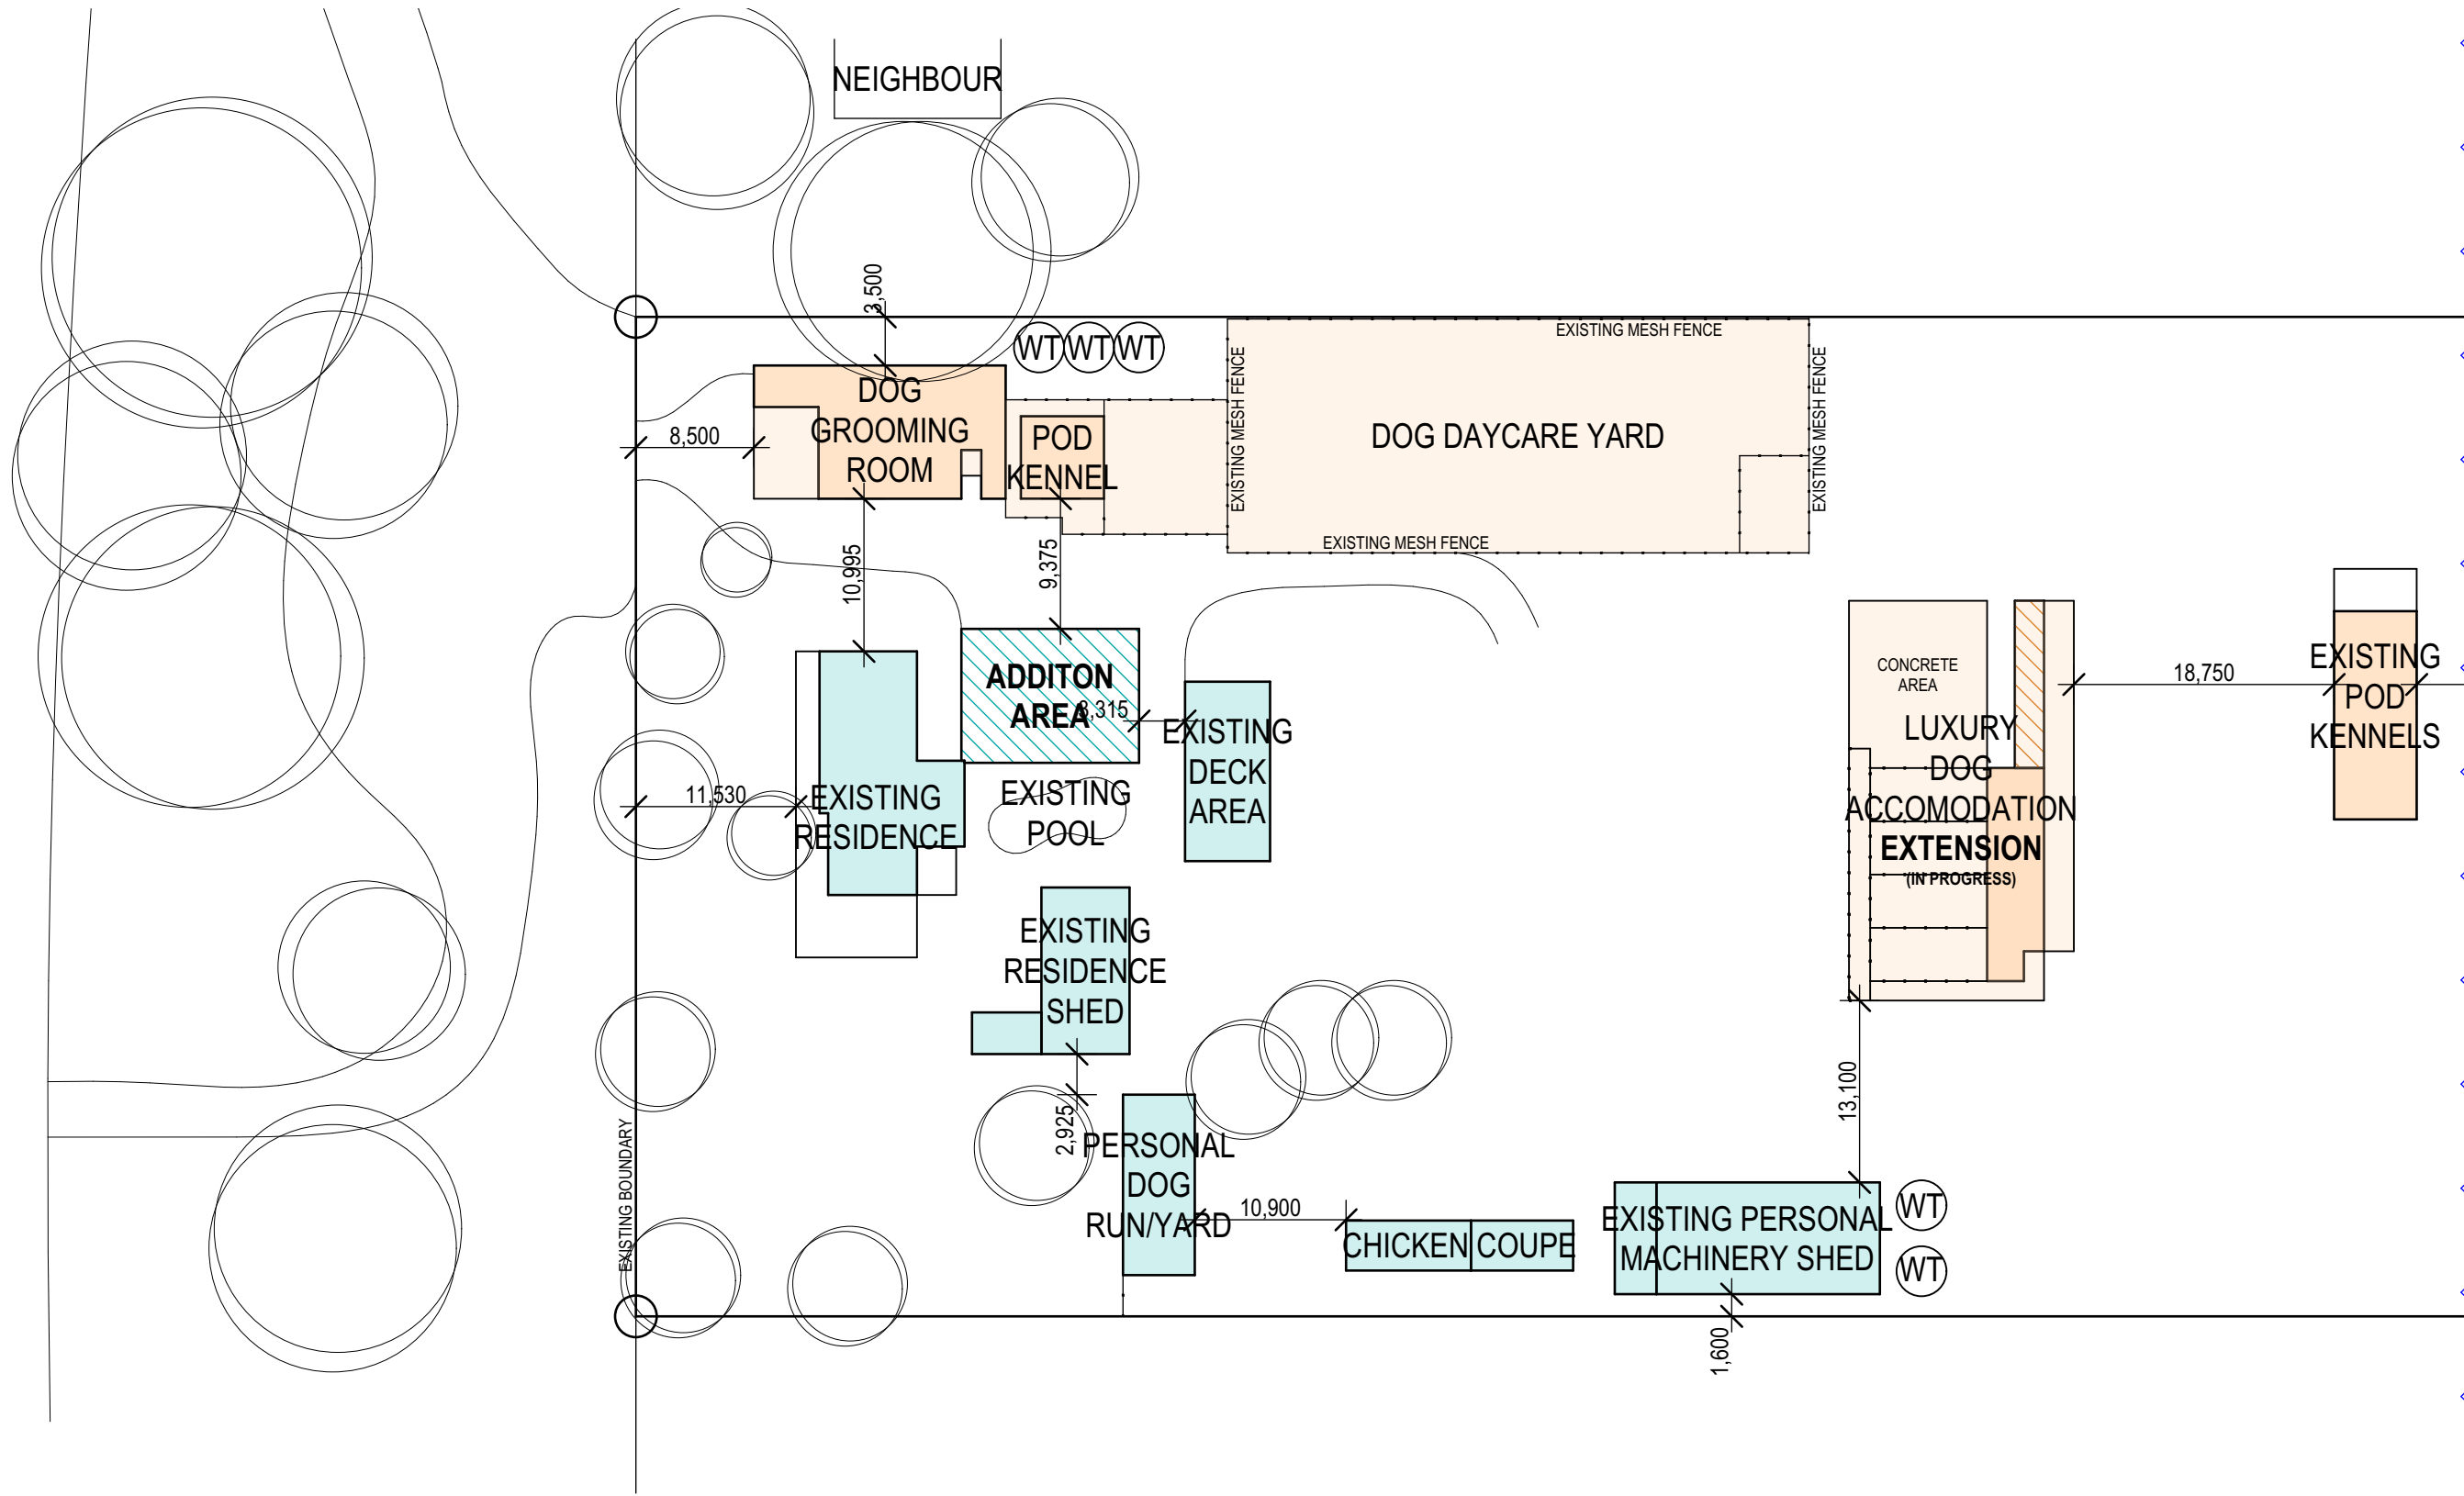 NEIGHBOUR
3,500
WT WT WT
EXISTING MESH FENCE
EXISTING MESH FENCE
EXISTING MESH FENCE
EXISTING MESH FENCE
DOG
GROOMING
ROOM
8,500
POD
KENNEL
DOG DAYCARE YARD
10,995
9,375
ADDITON
AREA
3,315
EXISTING
DECK
AREA
CONCRETE
AREA
LUXURY
DOG
ACCOMODATION
EXTENSION
(IN PROGRESS)
18,750
EXISTING
POD
KENNELS
11,530
EXISTING
RESIDENCE
EXISTING
POOL
EXISTING
RESIDENCE
SHED
2,925
13,100
EXISTING BOUNDARY
PERSONAL
DOG
RUN/YARD
10,900
CHICKEN COUPE
EXISTING PERSONAL
MACHINERY SHED
WT
WT
1,600